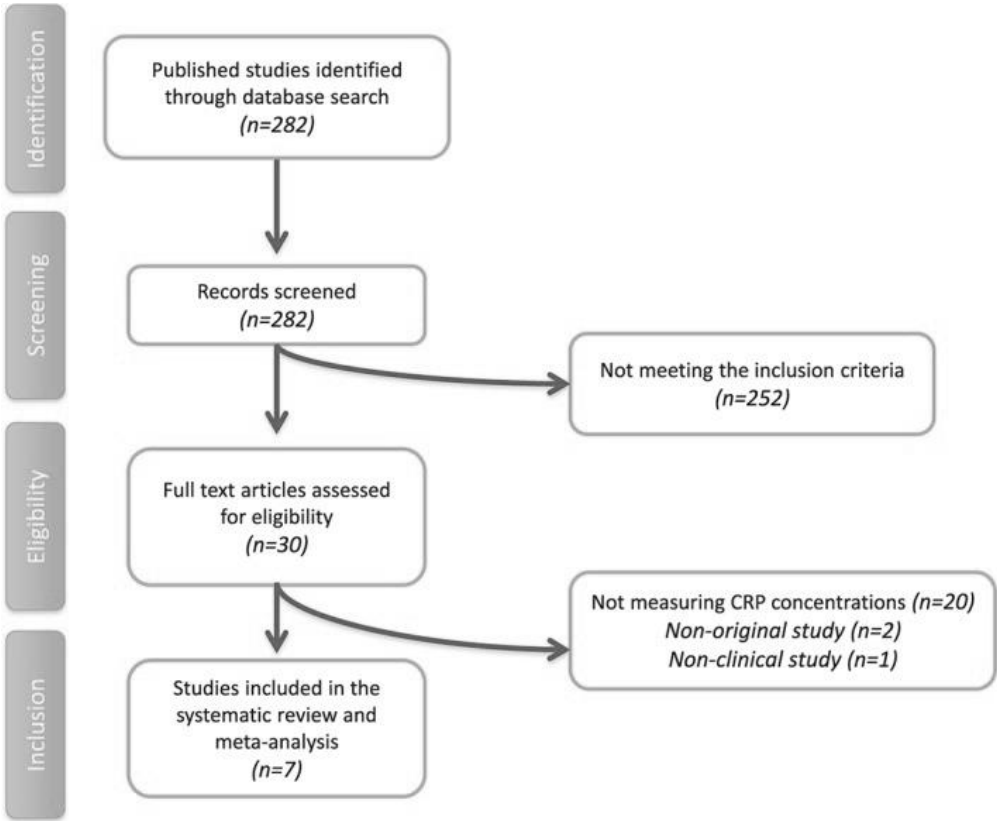 Identification
Published studies identified
through database search
(n=282)
Screening
Records screened
(n=282)
Not meeting the inclusion criteria
(n=252)
Eligibility
Full text articles assessed
for eligibility
(n=30)
Not measuring CRP concentrations (n=20)
Non-original study (n=2)
Non-clinical study (n=1)
Inclusion
Studies included in the
systematic review and
meta-analysis
(n=7)